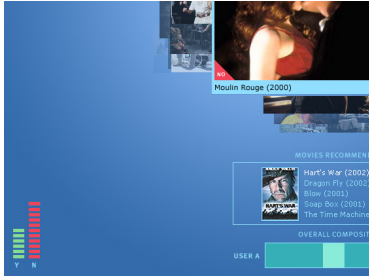 NO
Moulin Rouge (2000)
MOVIES RECOMMEN
HART'S WAR
Hart's War (2002)
Dragon Fly (2002)
Blow (2001)
Soap Box (2001)
The Time Machine
OVERALL COMPOSIT
USER A
Y N